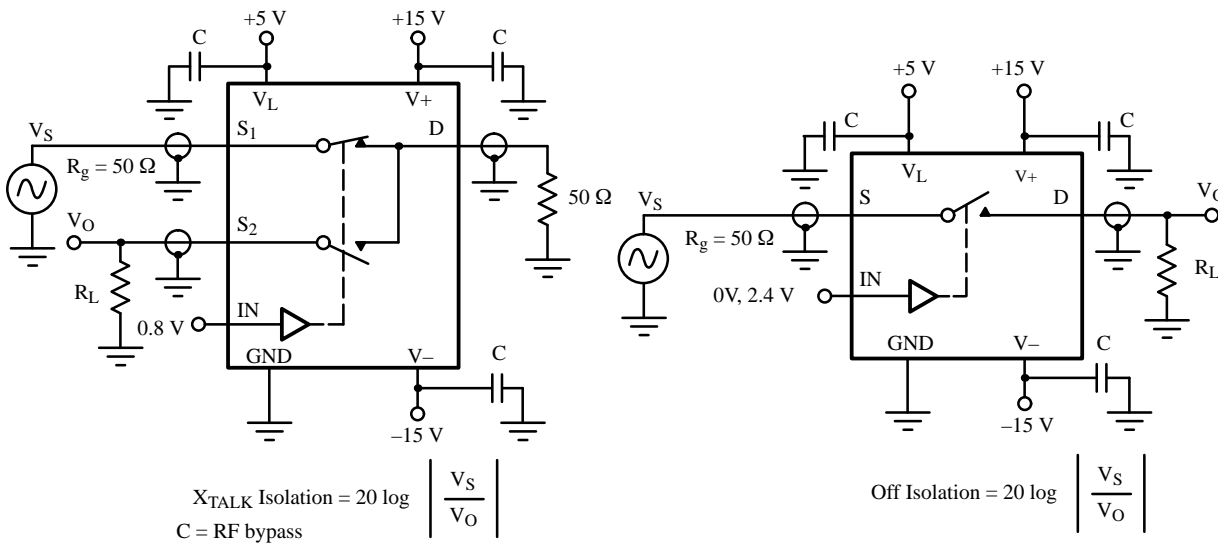 +5 V
+15 V
C
C
V_L
V+
V_S
S_1
D
R_g = 50 Ω
50 Ω
V_O
S_2
R_L
IN
0.8 V
GND
V–
C
–15 V
X_TALK Isolation = 20 log | V_S / V_O |
C = RF bypass
+5 V
+15 V
C
C
V_L
V+
V_S
S
D
V_O
R_g = 50 Ω
R_L
IN
0V, 2.4 V
GND
V–
C
–15 V
Off Isolation = 20 log | V_S / V_O |